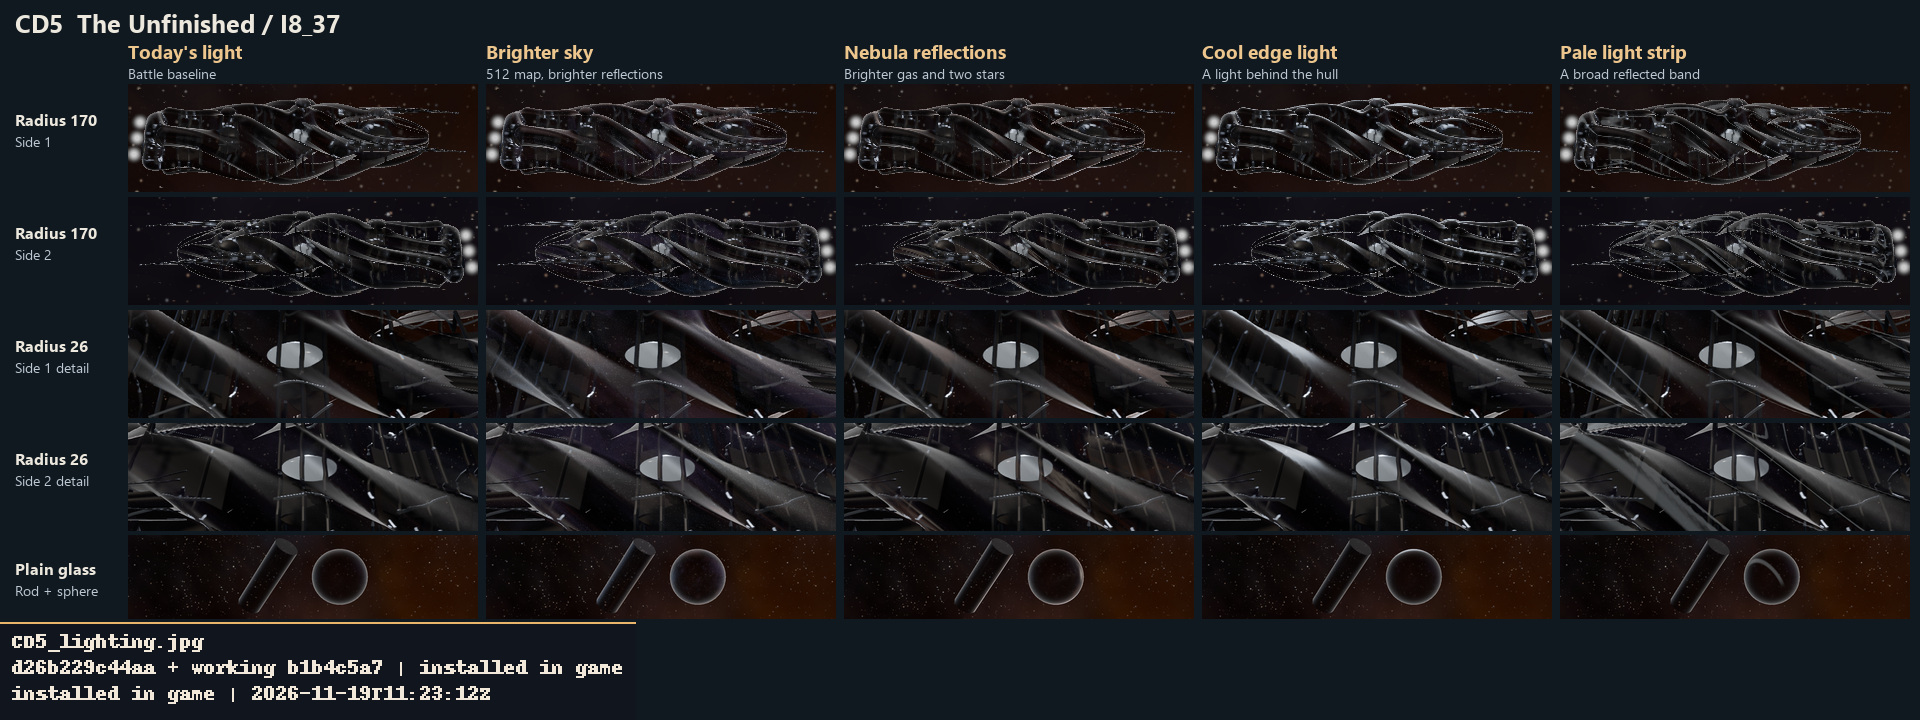 CD5 The Unfinished / I8_37
Today's light
Battle baseline
Brighter sky
512 map, brighter reflections
Nebula reflections
Brighter gas and two stars
Cool edge light
A light behind the hull
Pale light strip
A broad reflected band
Radius 170
Side 1
Radius 170
Side 2
Radius 26
Side 1 detail
Radius 26
Side 2 detail
Plain glass
Rod + sphere
CD5_lighting.jpg
d26b229c44aa + working b1b4c5a7 | installed in game
installed in game | 2026-11-19T11:23:12Z